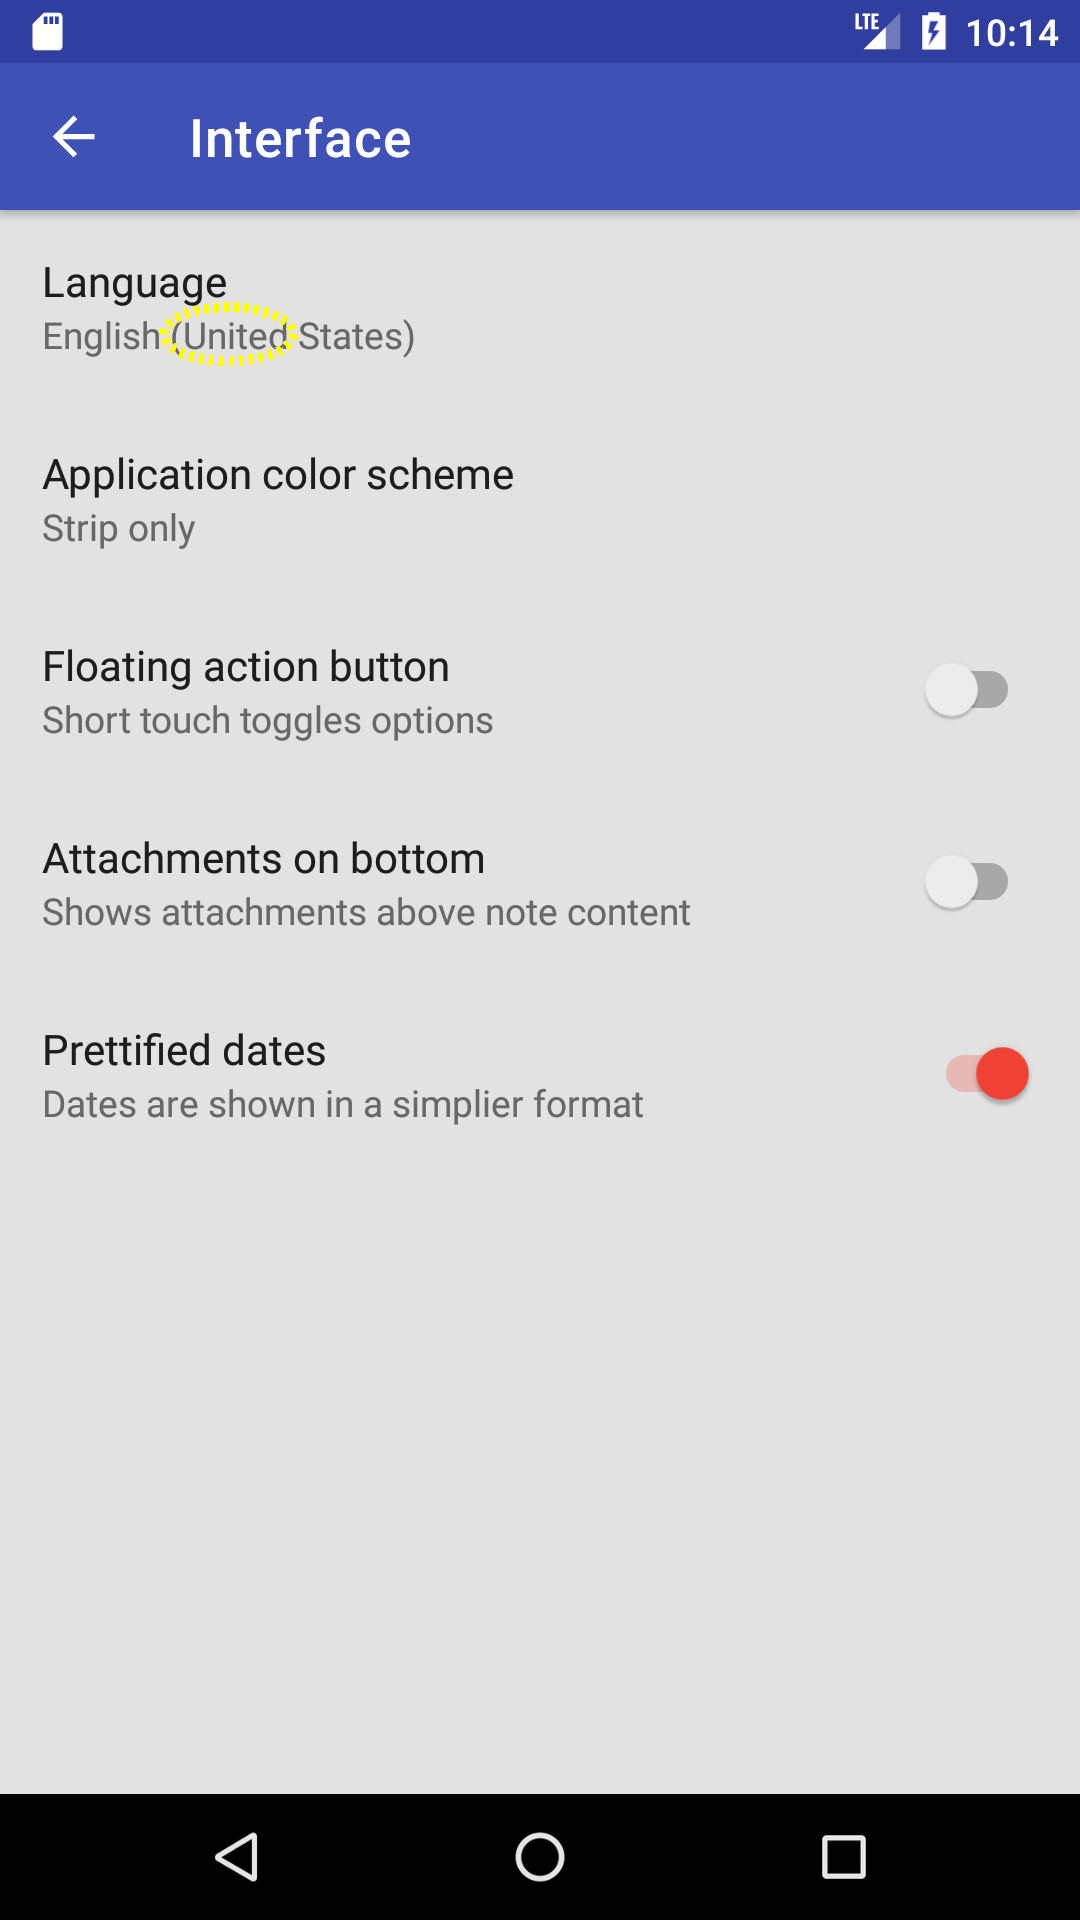 LTE 10:14
Interface
Language
English (United States)
Application color scheme
Strip only
Floating action button
Short touch toggles options
Attachments on bottom
Shows attachments above note content
Prettified dates
Dates are shown in a simplier format